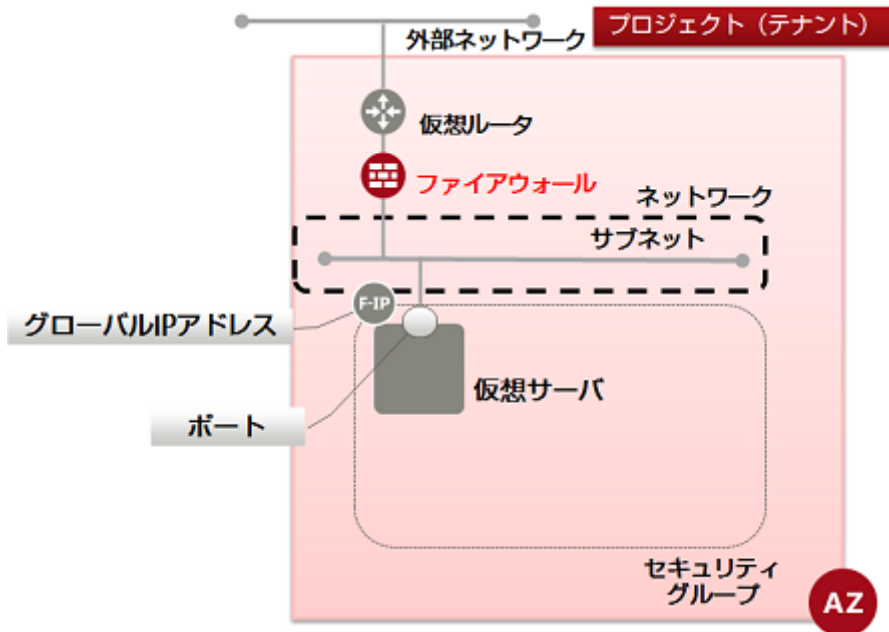 外部ネットワーク
プロジェクト（テナント）
仮想ルータ
ファイアウォール
ネットワーク
サブネット
F-IP
グローバルIPアドレス
仮想サーバ
ポート
セキュリティ
グループ
AZ